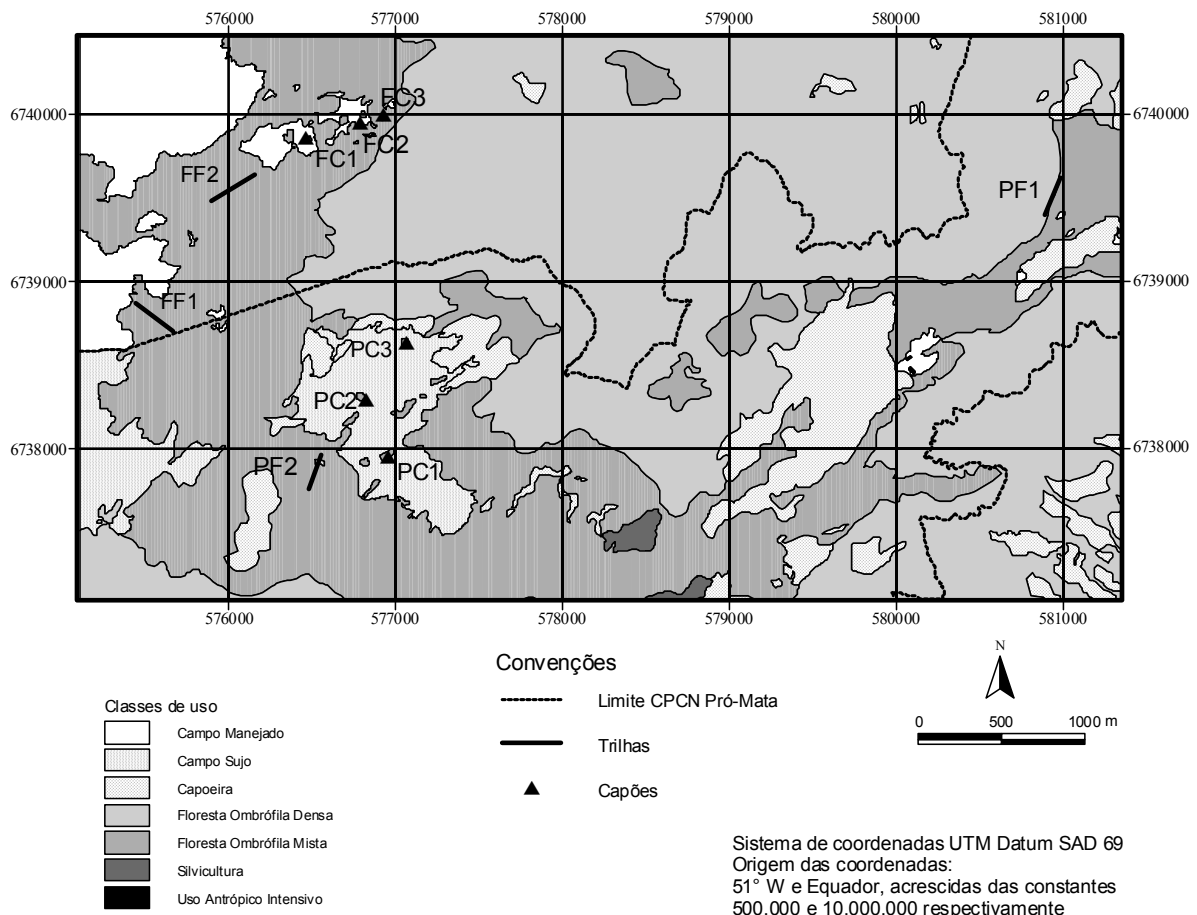 576000 577000 578000 579000 580000 581000
FC3
6740000 6740000
FC1 FC2
FF2 PF1
6739000 6739000
FF1
PC3
PC2
6738000 6738000
PF2 PC1
576000 577000 578000 579000 580000 581000
Convenções
N
Limite CPCN Pró-Mata
Trilhas
Capões
0 500 1000 m
Classes de uso
Campo Manejado
Campo Sujo
Capoeira
Floresta Ombrófila Densa
Floresta Ombrófila Mista
Silvicultura
Uso Antrópico Intensivo
Sistema de coordenadas UTM Datum SAD 69
Origem das coordenadas:
51° W e Equador, acrescidas das constantes
500.000 e 10.000.000 respectivamente